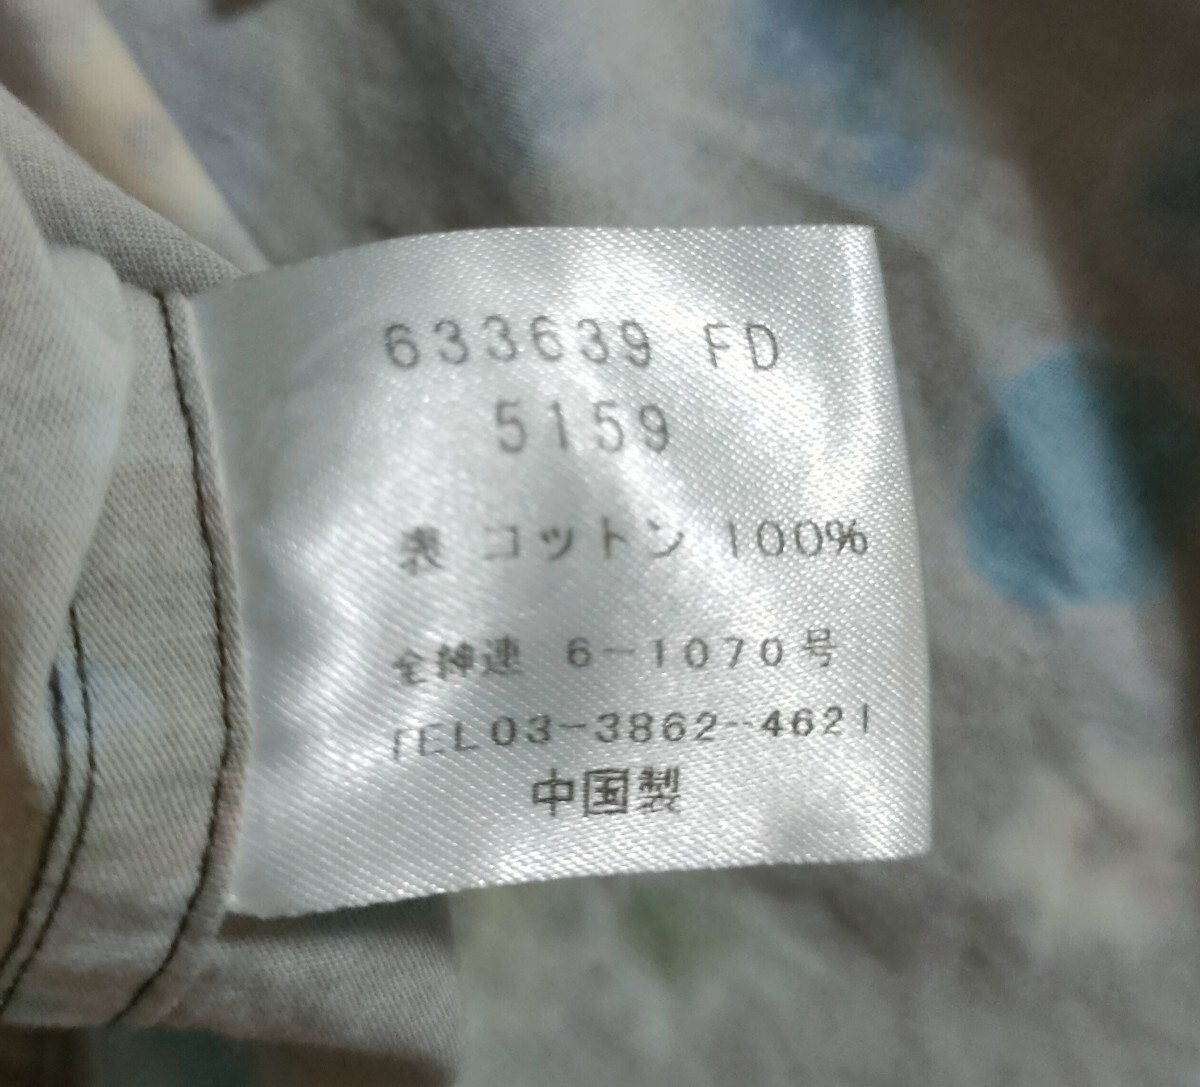 633639 FD
5159
表 コットン 100%
全紳連 6-1070号
TEL03-3862-4621
中国製